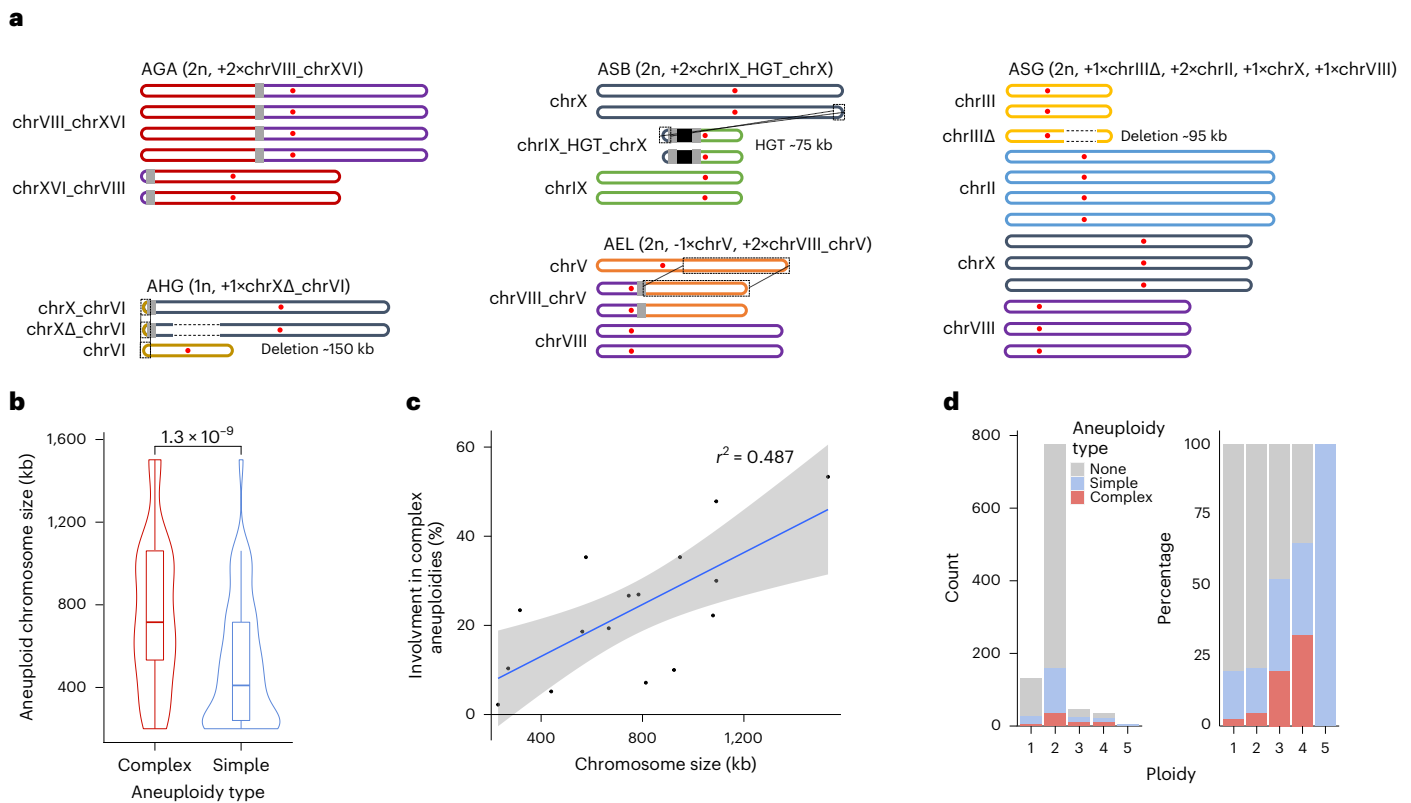 a
AGA (2n, +2×chrVIII_chrXVI)
chrVIII_chrXVI
chrXVI_chrVIII
AHG (1n, +1×chrXΔ_chrVI)
chrX_chrVI
chrXΔ_chrVI
chrVI
Deletion ~150 kb
ASB (2n, +2×chrIX_HGT_chrX)
chrX
chrIX_HGT_chrX
HGT ~75 kb
chrIX
AEL (2n, -1×chrV, +2×chrVIII_chrV)
chrV
chrVIII_chrV
chrVIII
ASG (2n, +1×chrIIIΔ, +2×chrII, +1×chrX, +1×chrVIII)
chrIII
chrIIIΔ
Deletion ~95 kb
chrII
chrX
chrVIII
b
Aneuploid chromosome size (kb)
1,600
1,200
800
400
1.3 × 10⁻⁹
Complex Simple
Aneuploidy type
c
Involvment in complex
aneuploidies (%)
60
40
20
0
r² = 0.487
400 800 1,200
Chromosome size (kb)
d
Count
800
600
400
200
0
Aneuploidy
type
None
Simple
Complex
1 2 3 4 5
Percentage
100
75
50
25
0
1 2 3 4 5
Ploidy